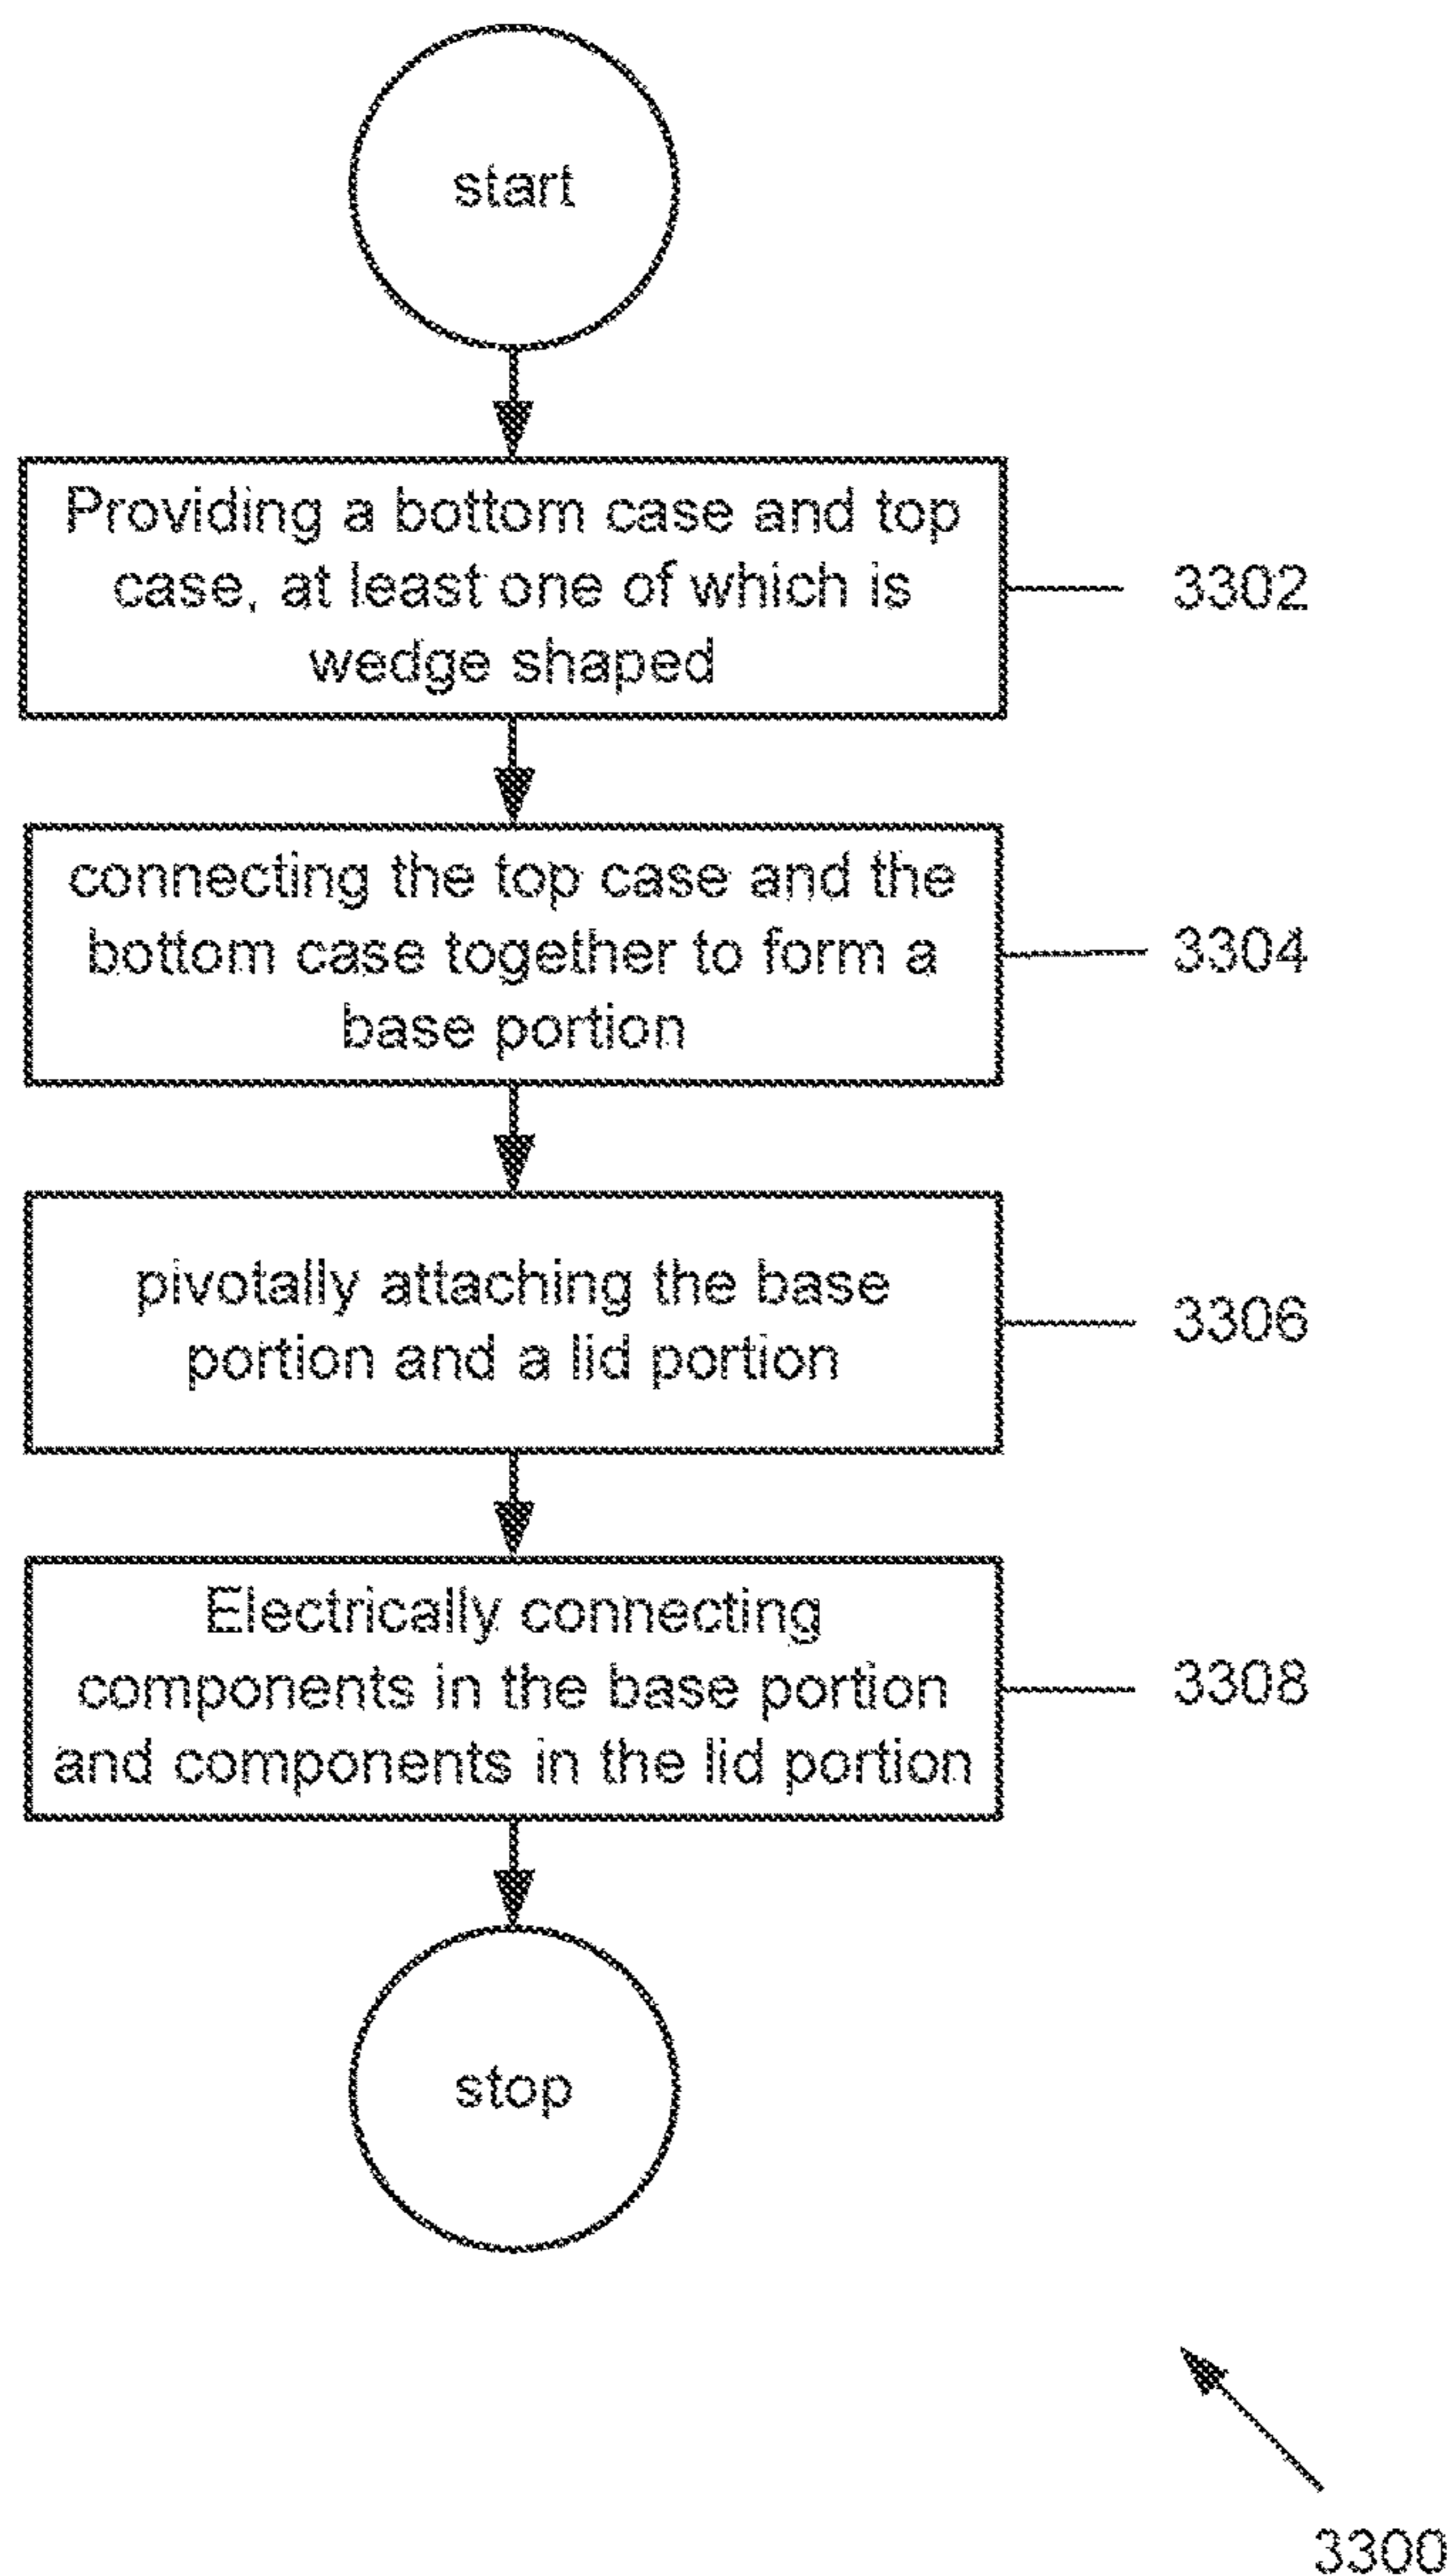 start
Providing a bottom case and top
case, at least one of which is
wedge shaped
3302
connecting the top case and the
bottom case together to form a
base portion
3304
pivotally attaching the base
portion and a lid portion
3306
Electrically connecting
components in the base portion
and components in the lid portion
3308
stop
3300